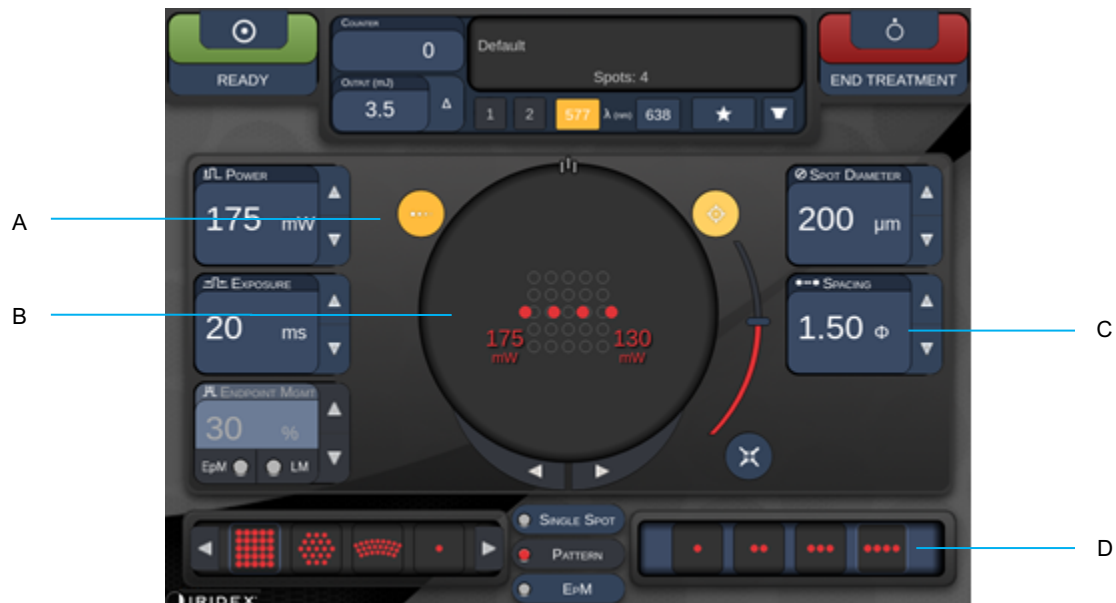 READY
COUNTER
0
OUTPUT (MJ)
3.5 Δ
Default
Spots: 4
1 2 577 λ (nm) 638
END TREATMENT
A
POWER
175 mW
SPOT DIAMETER
200 μm
B
EXPOSURE
20 ms
175
mW
130
mW
SPACING
1.50 Φ
C
ENDPOINT MGMT
30 %
EPM LM
SINGLE SPOT
PATTERN
EPM
D
IRIDEX